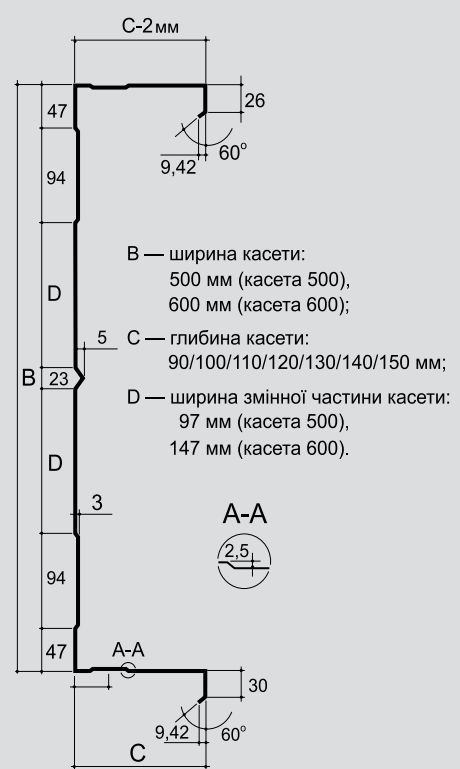 C-2мм
47
26
60°
9,42
94
D
B — ширина касети:
500 мм (касета 500),
600 мм (касета 600);
5
C — глибина касети:
90/100/110/120/130/140/150 мм;
B
23
D — ширина змінної частини касети:
97 мм (касета 500),
147 мм (касета 600).
D
3
A-A
2,5
94
47
A-A
30
9,42
60°
C